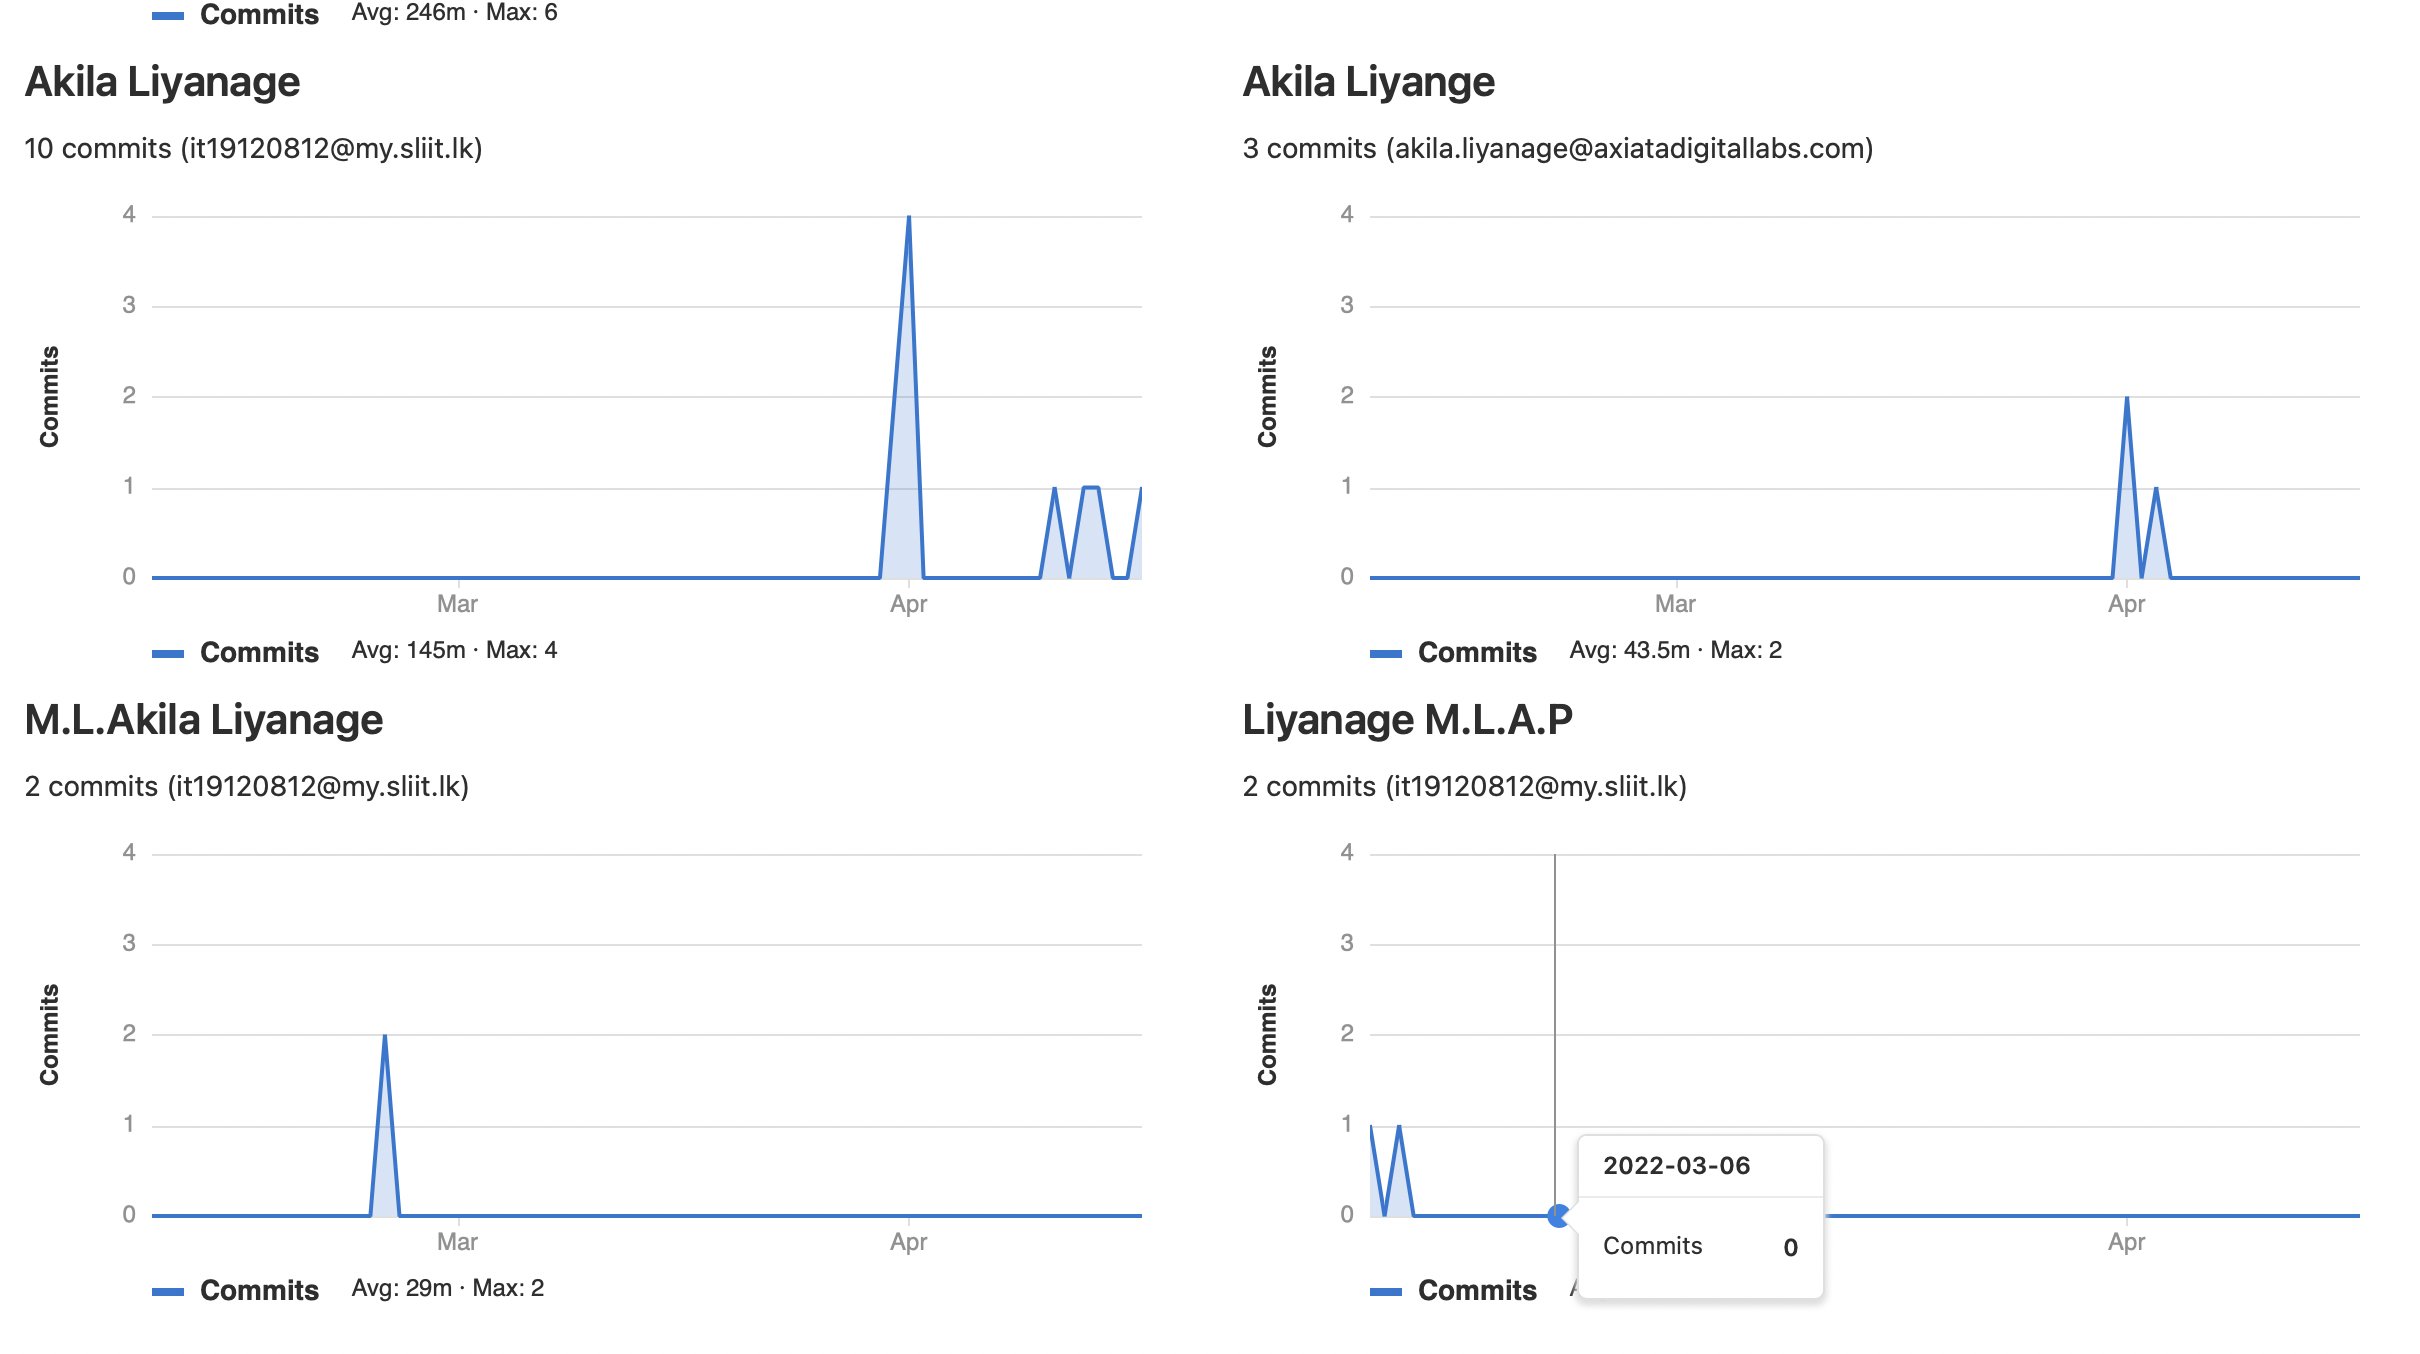 Commits Avg: 246m · Max: 6
Akila Liyanage
10 commits (it19120812@my.sliit.lk)
4
3
2
1
0
Commits
Mar Apr
Commits Avg: 145m · Max: 4
Akila Liyange
3 commits (akila.liyanage@axiatadigitallabs.com)
4
3
2
1
0
Commits
Mar Apr
Commits Avg: 43.5m · Max: 2
M.L.Akila Liyanage
2 commits (it19120812@my.sliit.lk)
4
3
2
1
0
Commits
Mar Apr
Commits Avg: 29m · Max: 2
Liyanage M.L.A.P
2 commits (it19120812@my.sliit.lk)
4
3
2
1
0
Commits
2022-03-06
Commits 0
Apr
Commits